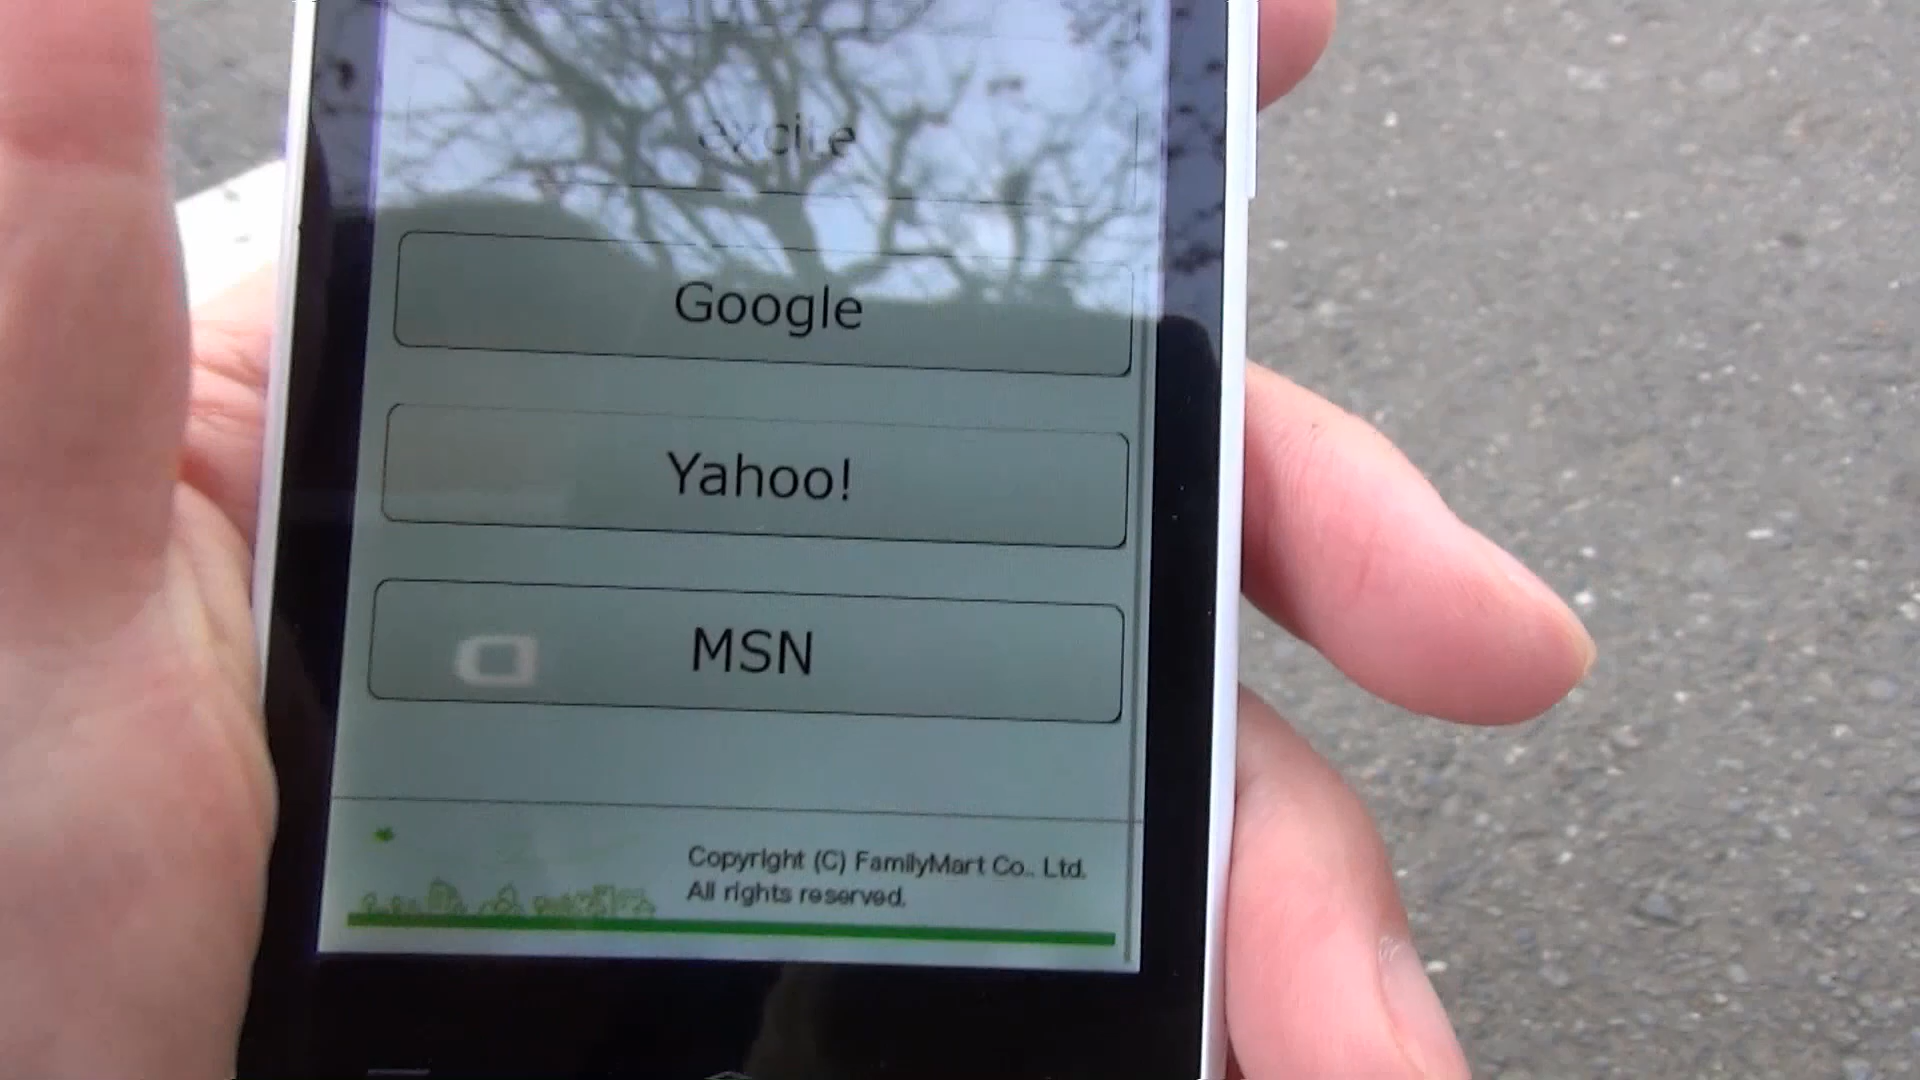 excite
Google
Yahoo!
MSN
Copyright (C) FamilyMart Co., Ltd.
All rights reserved.